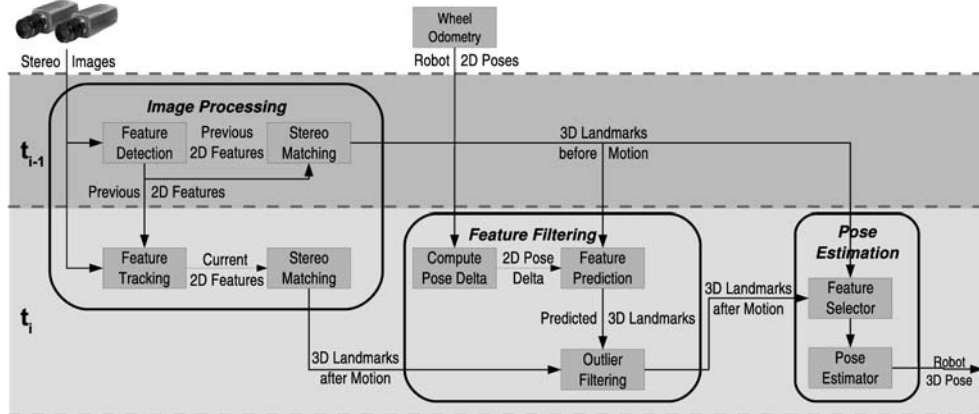 Wheel
Odometry
Stereo Images
Robot 2D Poses
Image Processing
t i-1
Feature
Detection
Previous
2D Features
Stereo
Matching
3D Landmarks
before Motion
Previous 2D Features
Feature Filtering
Pose
Estimation
Feature
Tracking
Current
2D Features
Stereo
Matching
Compute
Pose Delta
2D Pose
Delta
Feature
Prediction
3D Landmarks
after Motion
Feature
Selector
t i
Predicted 3D Landmarks
3D Landmarks
after Motion
Outlier
Filtering
Pose
Estimator
Robot
3D Pose